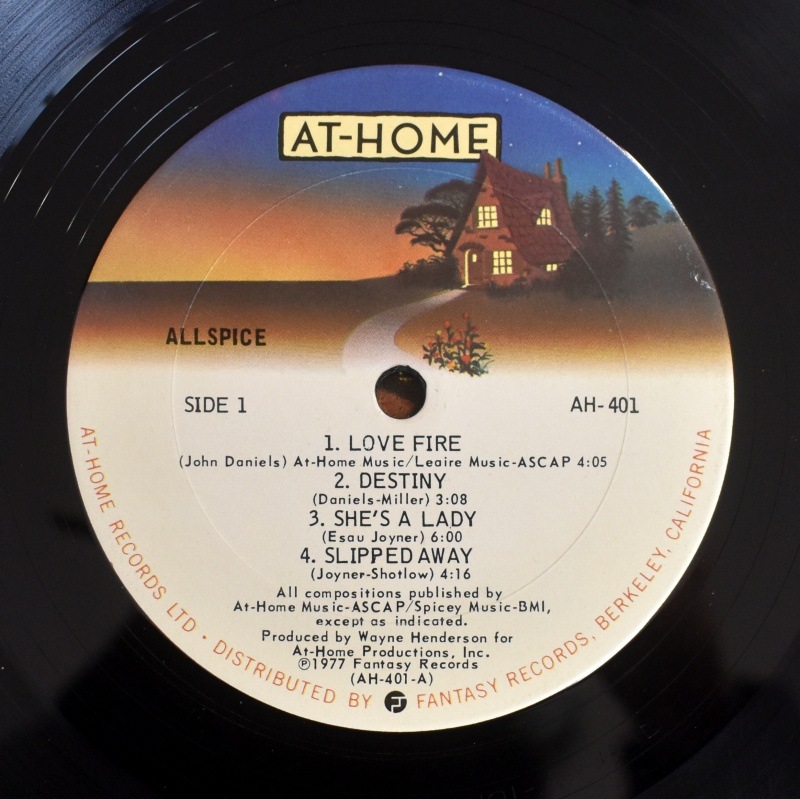 AT-HOME
ALLSPICE
SIDE 1
AH-401
1. LOVE FIRE
(John Daniels) At-Home Music/Leaire Music-ASCAP 4:05
2. DESTINY
(Daniels-Miller) 3:08
3. SHE'S A LADY
(Esau Joyner) 6:00
4. SLIPPED AWAY
(Joyner-Shotlow) 4:16
All compositions published by
At-Home Music-ASCAP/Spicey Music-BMI,
except as indicated.
Produced by Wayne Henderson for
At-Home Productions, Inc.
℗1977 Fantasy Records
(AH-401-A)
AT-HOME RECORDS LTD • DISTRIBUTED BY FANTASY RECORDS, BERKELEY, CALIFORNIA